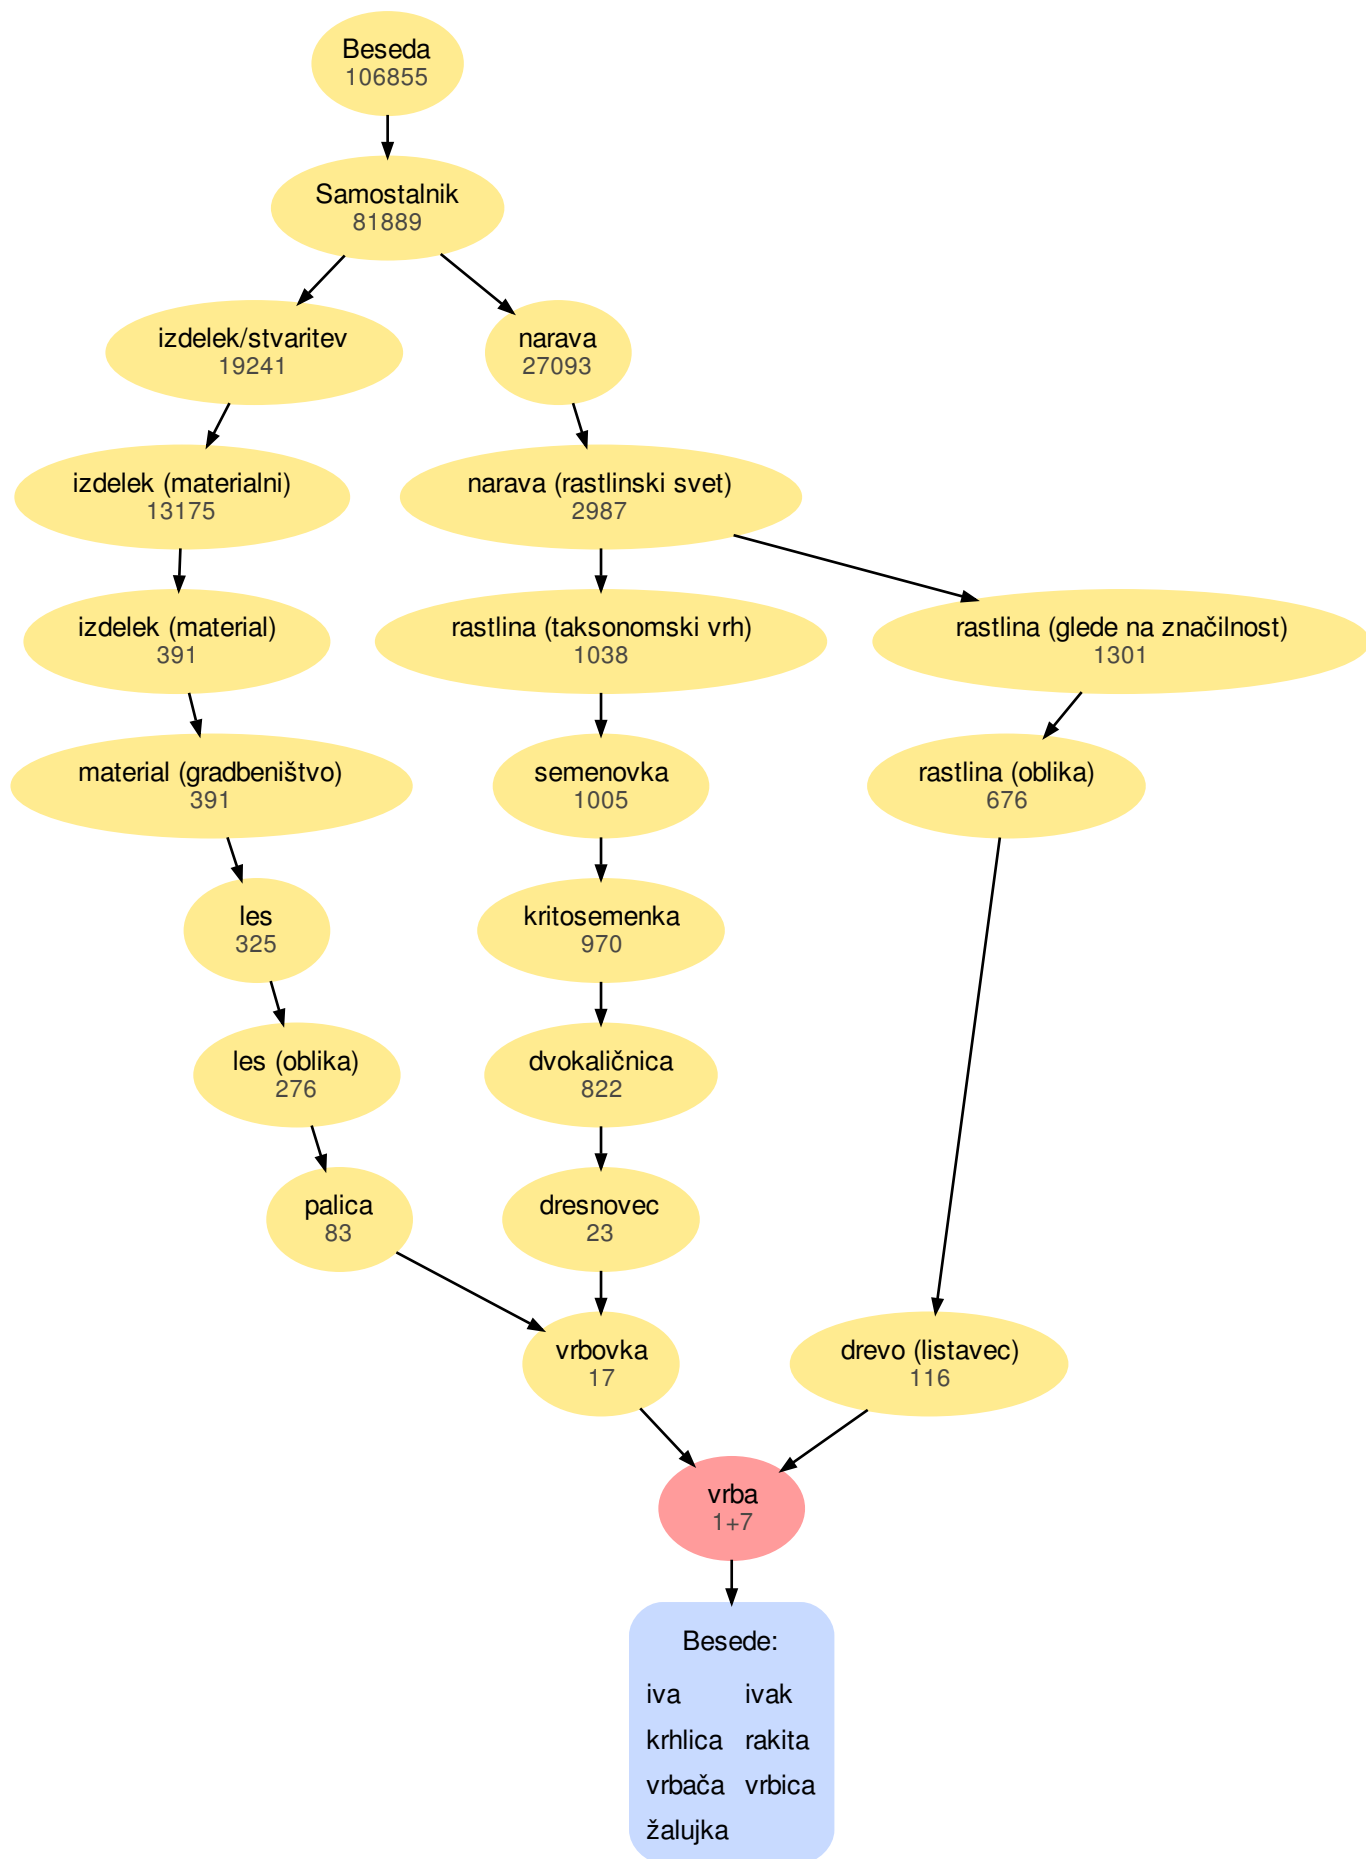 Beseda
106855
Samostalnik
81889
izdelek/stvaritev
19241
narava
27093
izdelek (materialni)
13175
narava (rastlinski svet)
2987
izdelek (material)
391
rastlina (taksonomski vrh)
1038
rastlina (glede na značilnost)
1301
material (gradbeništvo)
391
semenovka
1005
rastlina (oblika)
676
les
325
kritosemenka
970
les (oblika)
276
dvokaličnica
822
palica
83
dresnovec
23
vrbovka
17
drevo (listavec)
116
vrba
1+7
Besede:
iva ivak
krhlica rakita
vrbača vrbica
žalujka